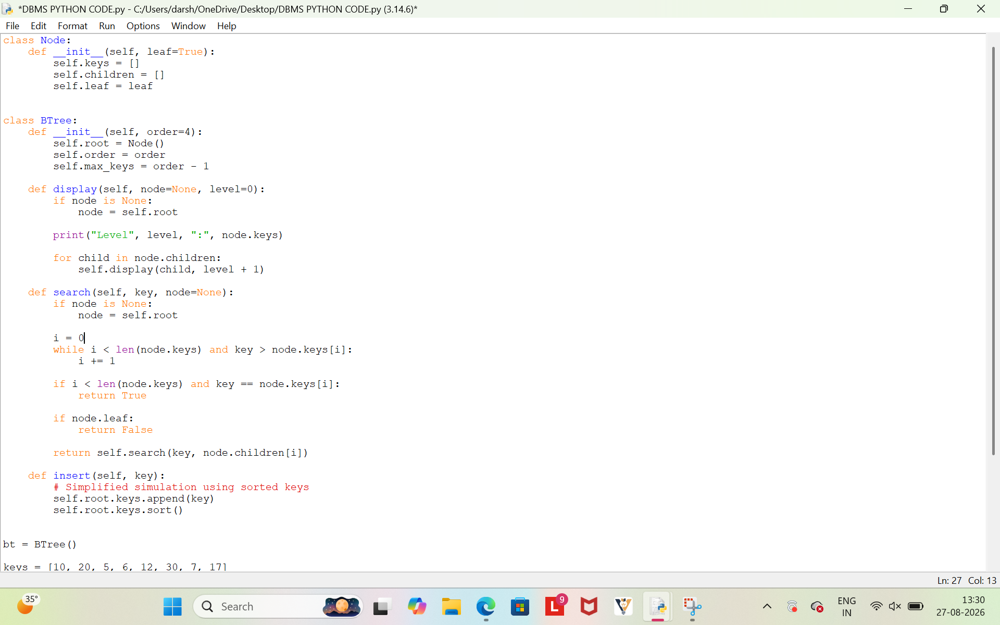 *DBMS PYTHON CODE.py - C:/Users/darsh/OneDrive/Desktop/DBMS PYTHON CODE.py (3.14.6)*
File Edit Format Run Options Window Help
class Node:
    def __init__(self, leaf=True):
        self.keys = []
        self.children = []
        self.leaf = leaf
class BTree:
    def __init__(self, order=4):
        self.root = Node()
        self.order = order
        self.max_keys = order - 1
    def display(self, node=None, level=0):
        if node is None:
            node = self.root
        print("Level", level, ":", node.keys)
        for child in node.children:
            self.display(child, level + 1)
    def search(self, key, node=None):
        if node is None:
            node = self.root
        i = 0
        while i < len(node.keys) and key > node.keys[i]:
            i += 1
        if i < len(node.keys) and key == node.keys[i]:
            return True
        if node.leaf:
            return False
        return self.search(key, node.children[i])
    def insert(self, key):
        # Simplified simulation using sorted keys
        self.root.keys.append(key)
        self.root.keys.sort()
bt = BTree()
keys = [10, 20, 5, 6, 12, 30, 7, 17]
Ln: 27 Col: 13
35°
Search
L
9
ENG
IN
13:30
27-08-2026